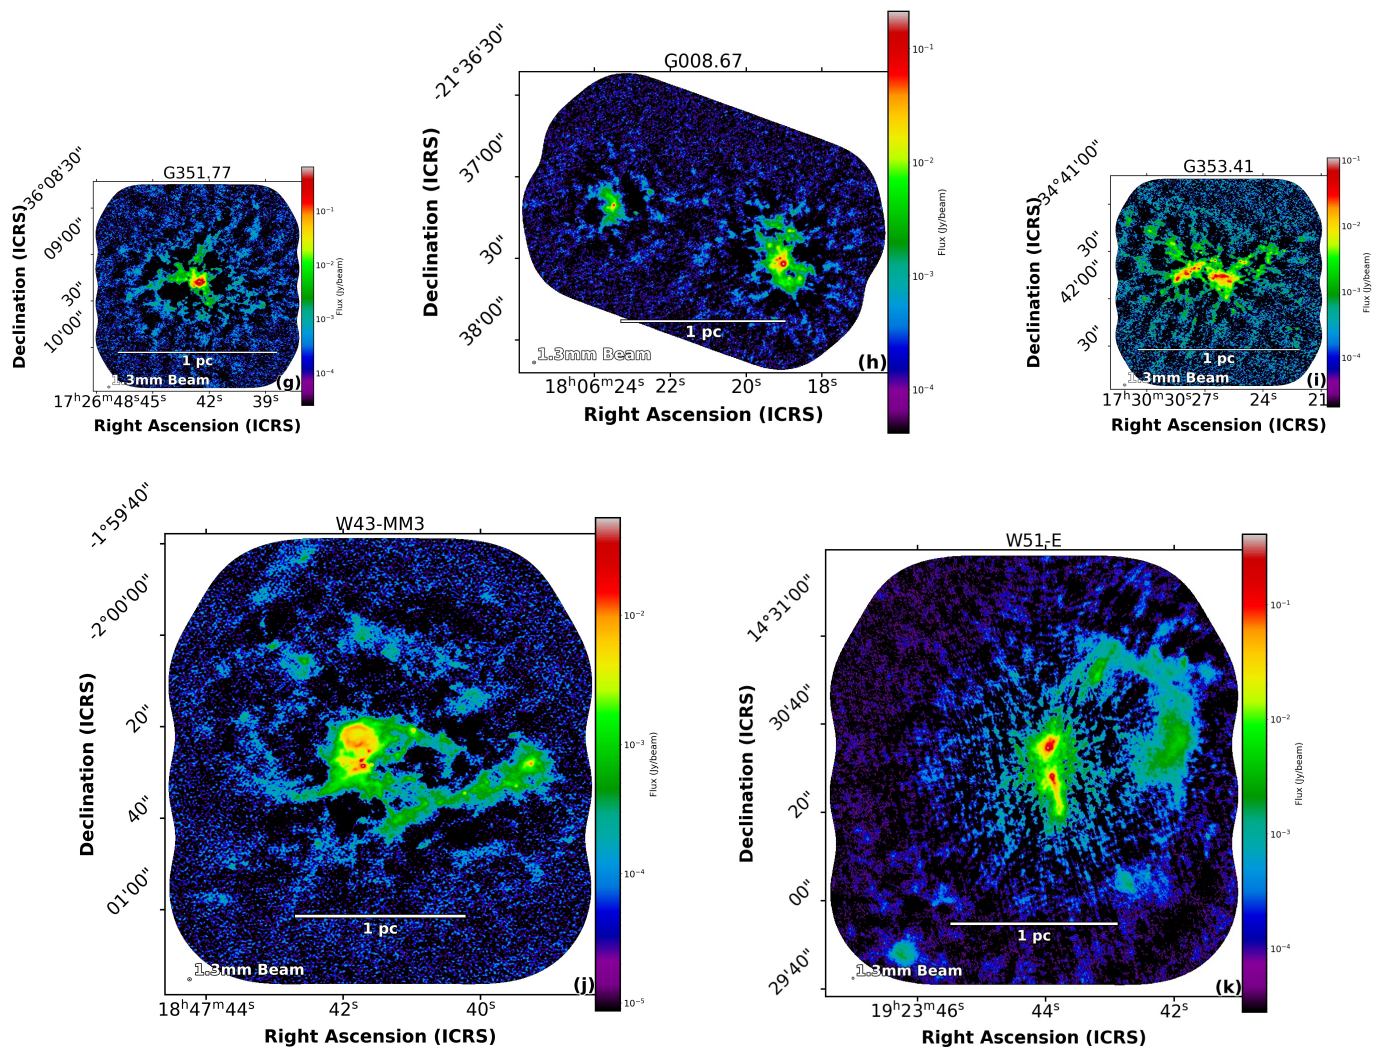 G351.77
-36°08'30"
09'00"
30"
10'00"
Declination (ICRS)
1 pc
1.3mm Beam
(g)
17ʰ26ᵐ48ˢ45ˢ 42ˢ 39ˢ
Right Ascension (ICRS)
10⁻¹
10⁻²
10⁻³
10⁻⁴
Flux (Jy/beam)
G008.67
-21°36'30"
37'00"
30"
38'00"
Declination (ICRS)
1 pc
1.3mm Beam
(h)
18ʰ06ᵐ24ˢ 22ˢ 20ˢ 18ˢ
Right Ascension (ICRS)
10⁻¹
10⁻²
10⁻³
10⁻⁴
Flux (Jy/beam)
G353.41
-34°41'00"
30"
42'00"
30"
Declination (ICRS)
1 pc
1.3mm Beam
(i)
17ʰ30ᵐ30ˢ27ˢ 24ˢ 21
Right Ascension (ICRS)
10⁻¹
10⁻²
10⁻³
10⁻⁴
Flux (Jy/beam)
W43-MM3
-1°59'40"
-2°00'00"
20"
40"
01'00"
Declination (ICRS)
1 pc
1.3mm Beam
(j)
18ʰ47ᵐ44ˢ 42ˢ 40ˢ
Right Ascension (ICRS)
10⁻²
10⁻³
10⁻⁴
10⁻⁵
Flux (Jy/beam)
W51-E
14°31'00"
30'40"
20"
00"
29'40"
Declination (ICRS)
1 pc
1.3mm Beam
(k)
19ʰ23ᵐ46ˢ 44ˢ 42ˢ
Right Ascension (ICRS)
10⁻¹
10⁻²
10⁻³
10⁻⁴
Flux (Jy/beam)